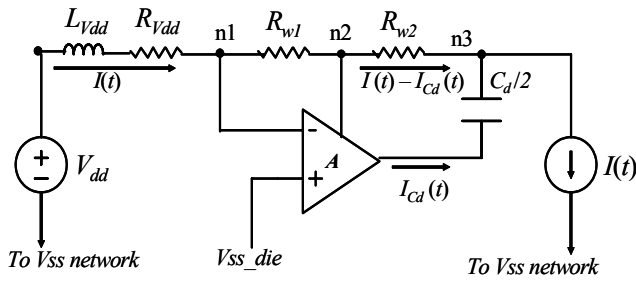 L_Vdd R_Vdd n1 R_w1 n2 R_w2 n3
I(t) I(t) – I_Cd(t) C_d/2
+
–
V_dd
-
A
+
I_Cd(t)
I(t)
To Vss network
Vss_die
To Vss network